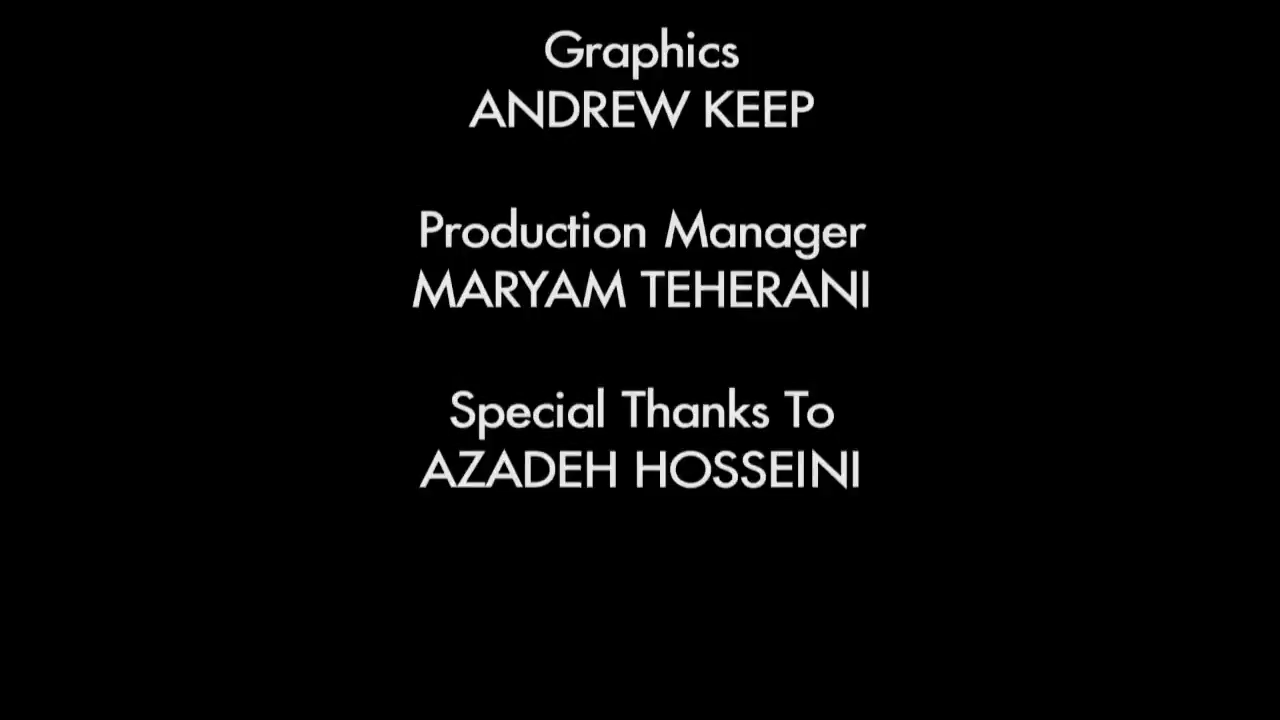 Graphics
ANDREW KEEP
Production Manager
MARYAM TEHERANI
Special Thanks To
AZADEH HOSSEINI